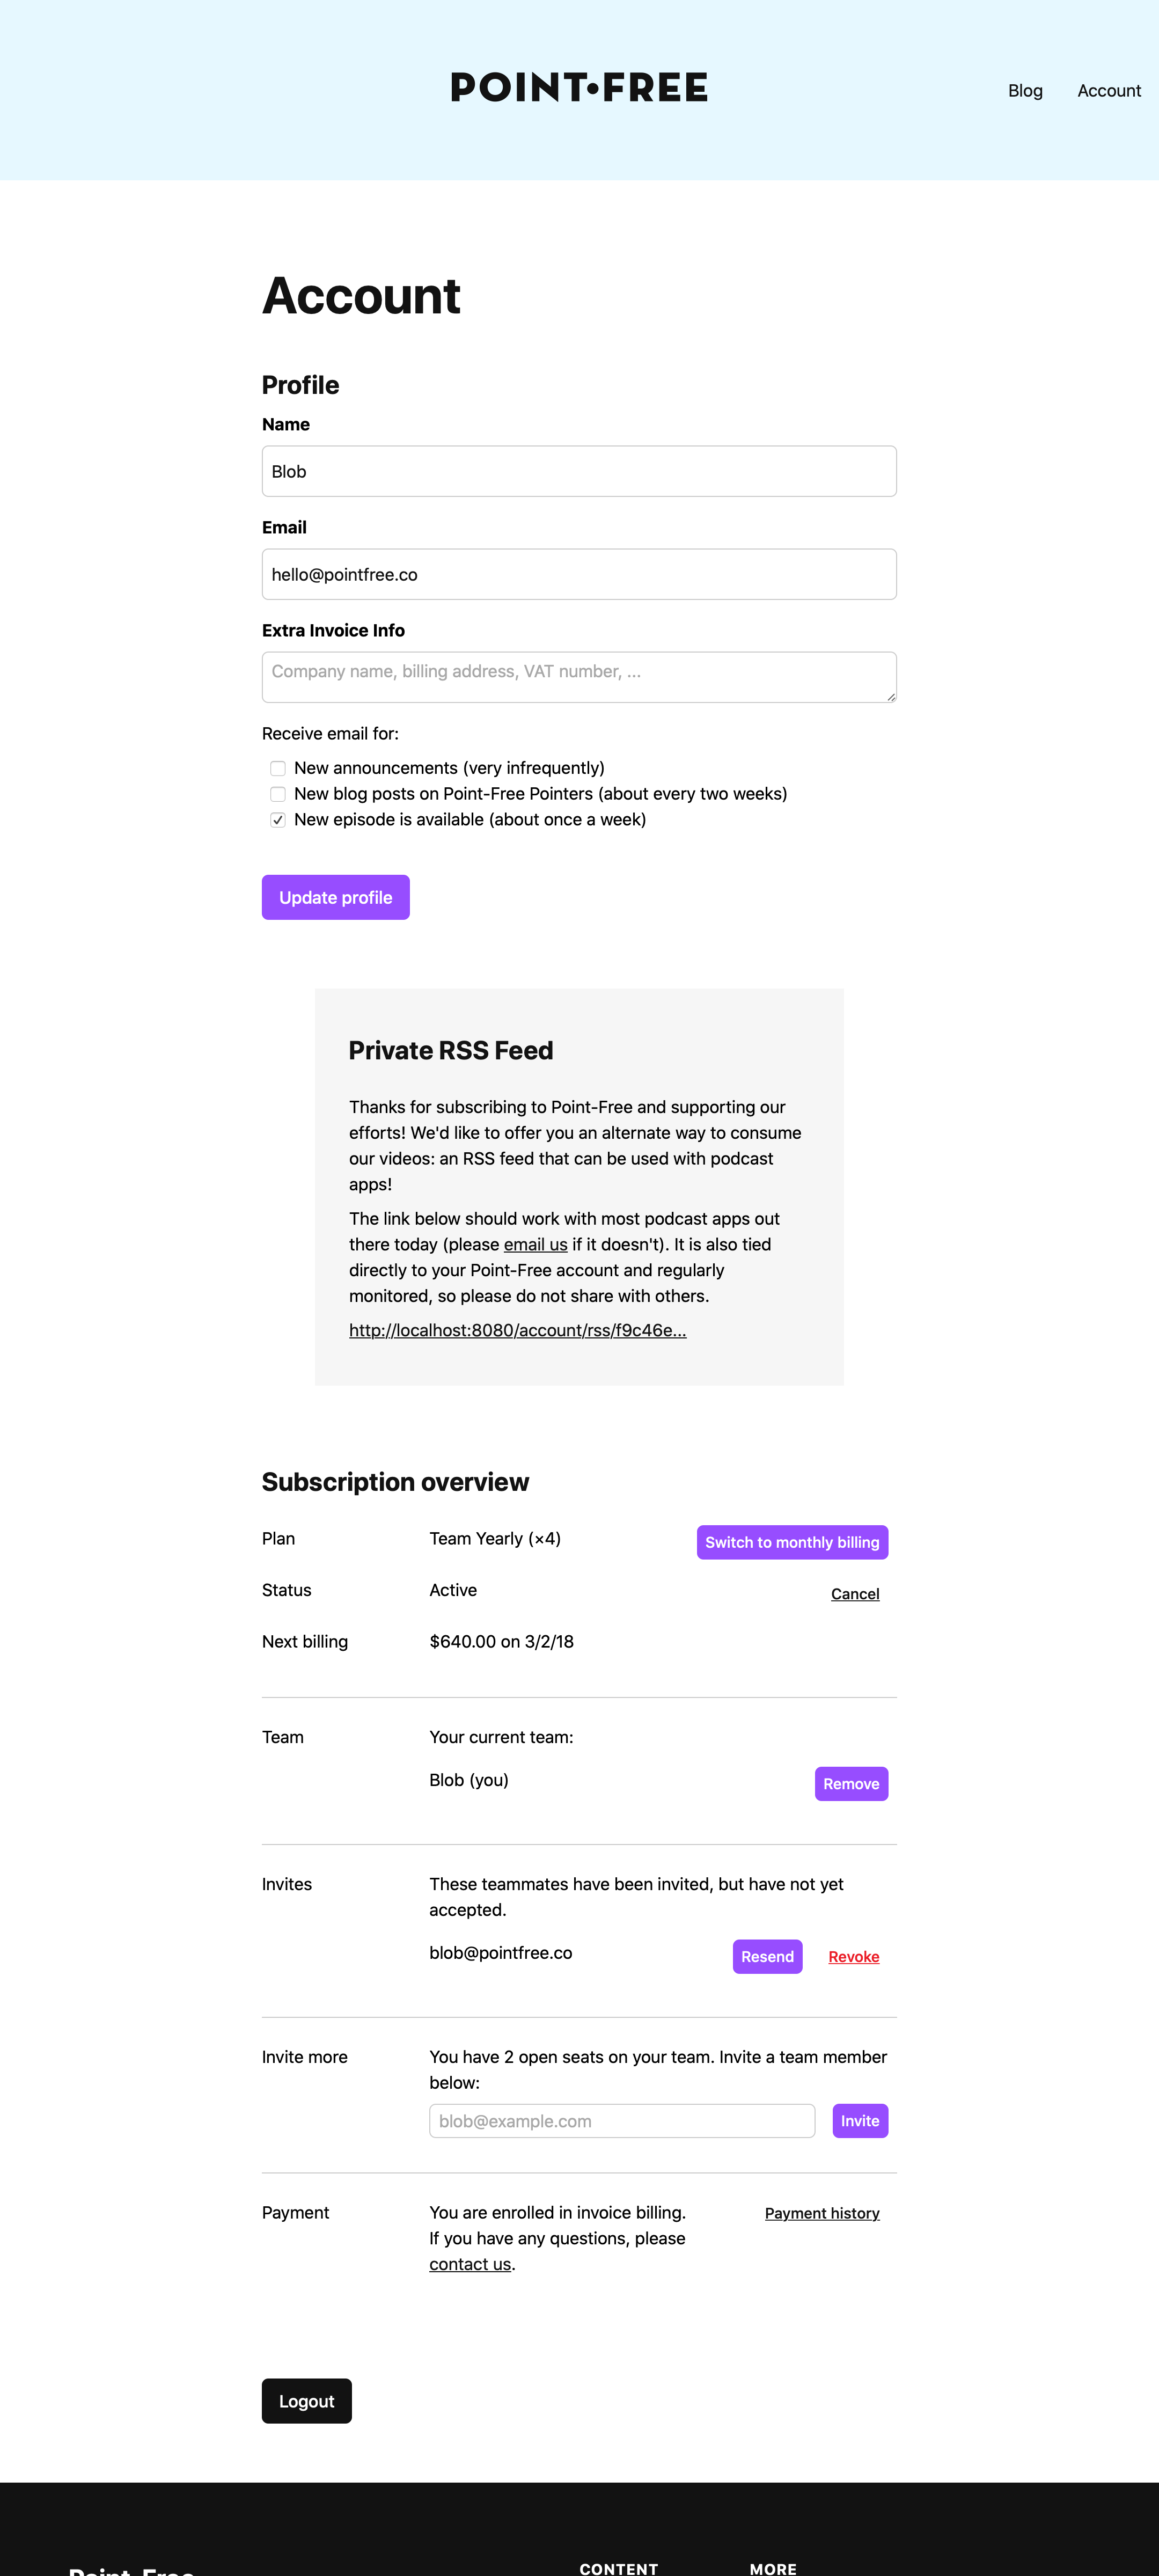 POINT•FREE
Blog
Account
Account
Profile
Name
Blob
Email
hello@pointfree.co
Extra Invoice Info
Company name, billing address, VAT number, ...
Receive email for:
New announcements (very infrequently)
New blog posts on Point-Free Pointers (about every two weeks)
New episode is available (about once a week)
Update profile
Private RSS Feed
Thanks for subscribing to Point-Free and supporting our
efforts! We'd like to offer you an alternate way to consume
our videos: an RSS feed that can be used with podcast
apps!
The link below should work with most podcast apps out
there today (please email us if it doesn't). It is also tied
directly to your Point-Free account and regularly
monitored, so please do not share with others.
http://localhost:8080/account/rss/f9c46e...
Subscription overview
Plan
Team Yearly (×4)
Switch to monthly billing
Status
Active
Cancel
Next billing
$640.00 on 3/2/18
Team
Your current team:
Blob (you)
Remove
Invites
These teammates have been invited, but have not yet
accepted.
blob@pointfree.co
Resend
Revoke
Invite more
You have 2 open seats on your team. Invite a team member
below:
blob@example.com
Invite
Payment
You are enrolled in invoice billing.
If you have any questions, please
contact us.
Payment history
Logout
Point-Free
CONTENT
MORE